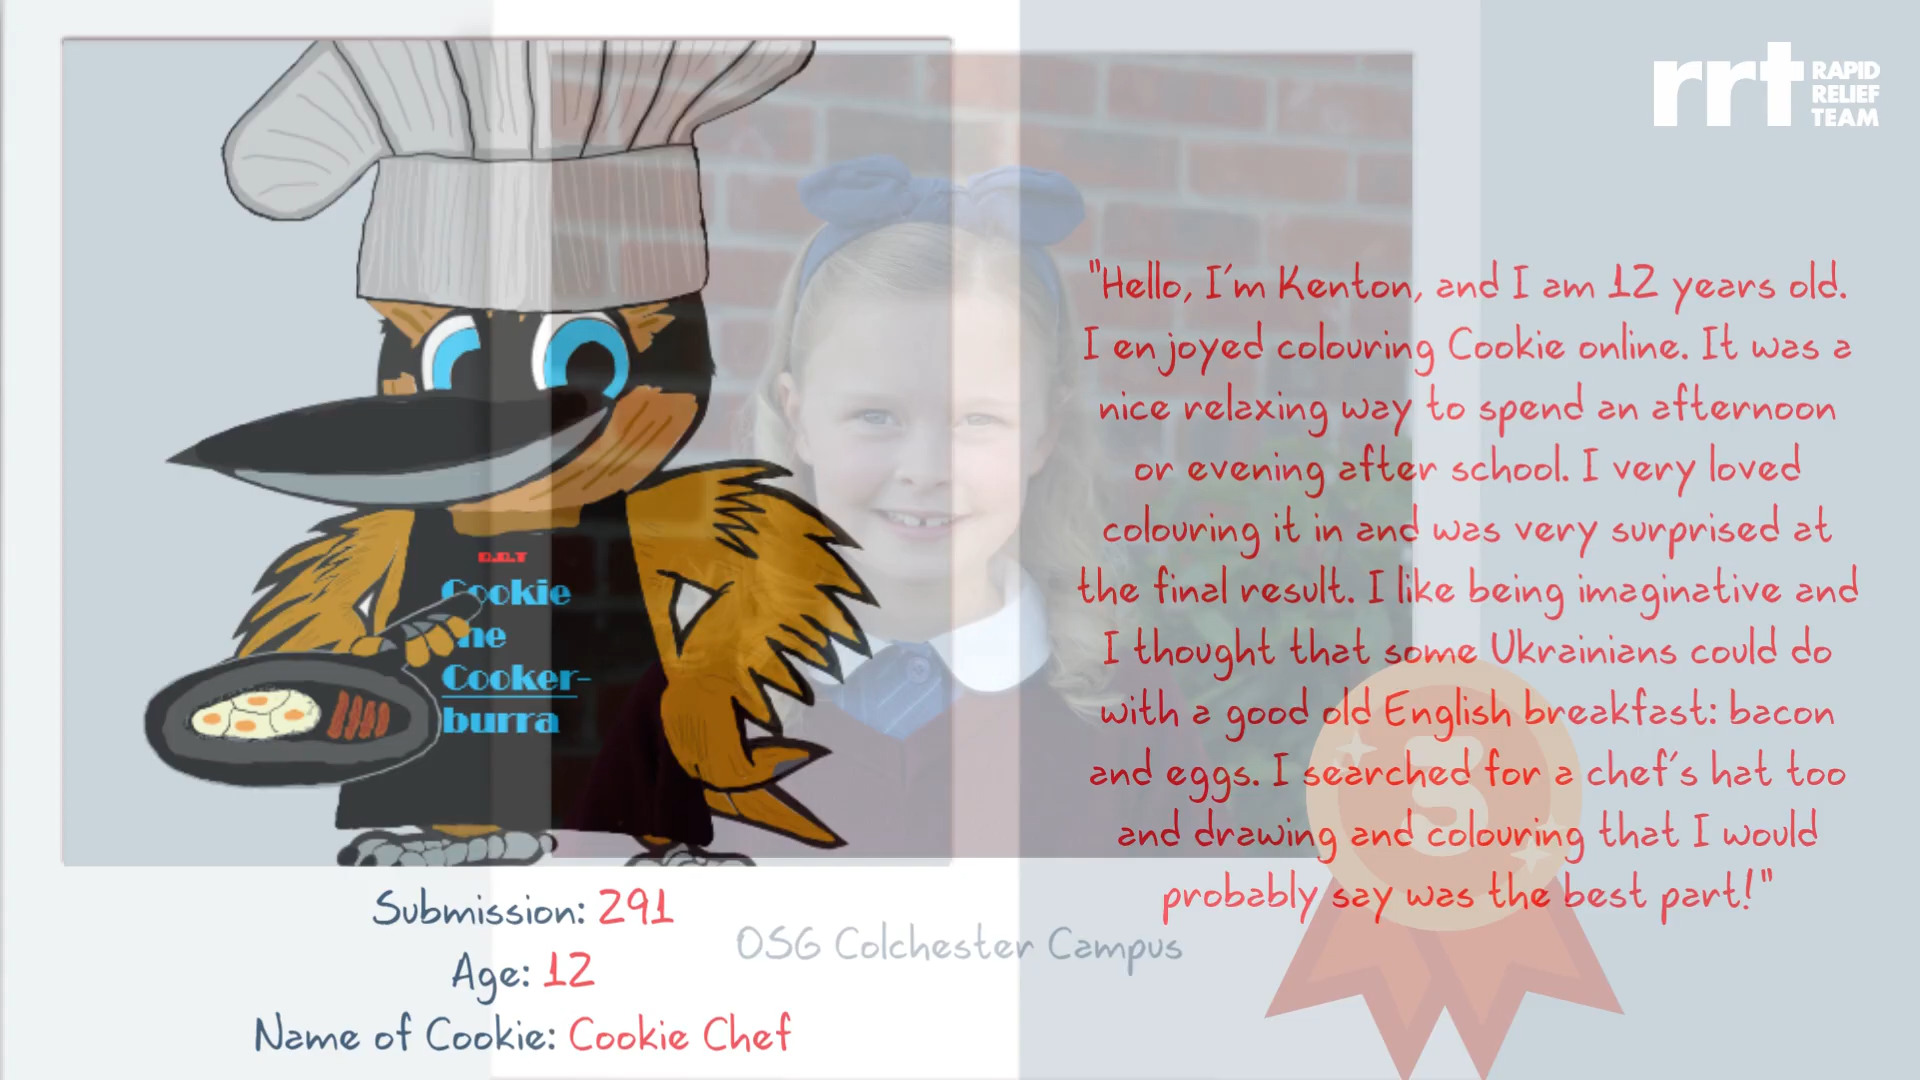 rrt RAPID
RELIEF
TEAM
"Hello, I'm Kenton, and I am 12 years old.
I enjoyed colouring Cookie online. It was a
nice relaxing way to spend an afternoon
or evening after school. I very loved
colouring it in and was very surprised at
the final result. I like being imaginative and
I thought that some Ukrainians could do
with a good old English breakfast: bacon
and eggs. I searched for a chef's hat too
and drawing and colouring that I would
probably say was the best part!"
Cookie
he
Cooker-
burra
3
Submission: 291
Age: 12
Name of Cookie: Cookie Chef
OSG Colchester Campus